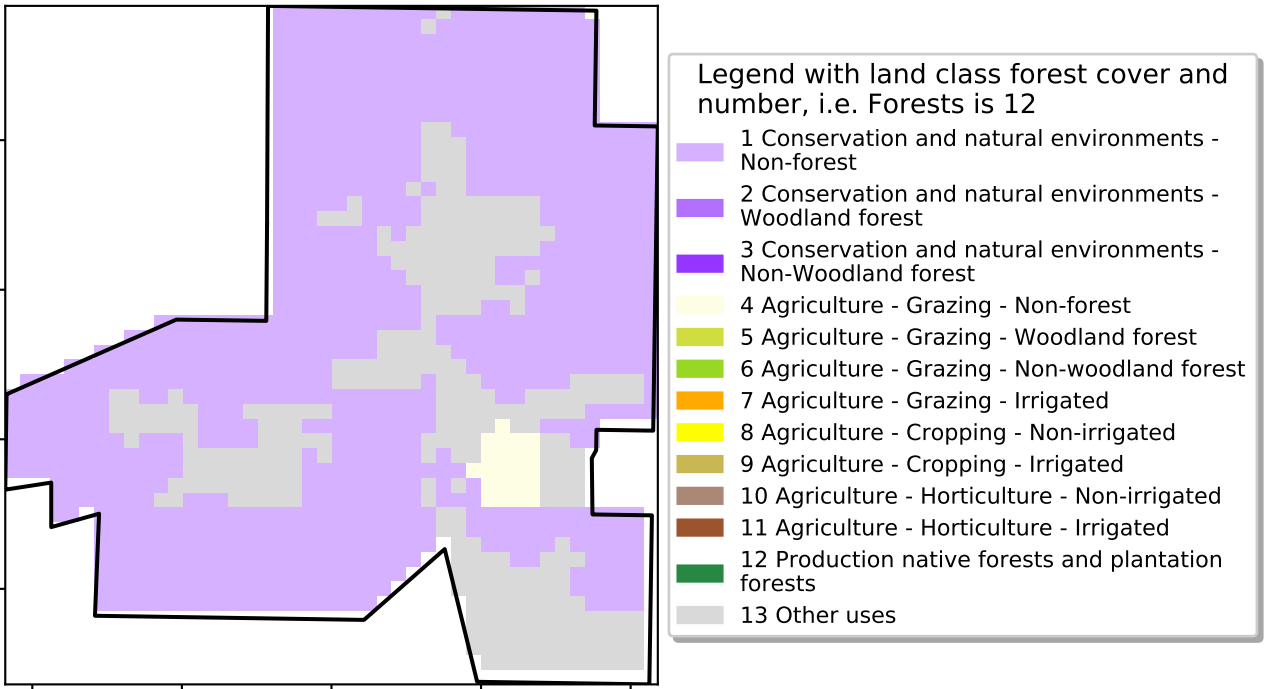 Legend with land class forest cover and
number, i.e. Forests is 12
1 Conservation and natural environments -
Non-forest
2 Conservation and natural environments -
Woodland forest
3 Conservation and natural environments -
Non-Woodland forest
4 Agriculture - Grazing - Non-forest
5 Agriculture - Grazing - Woodland forest
6 Agriculture - Grazing - Non-woodland forest
7 Agriculture - Grazing - Irrigated
8 Agriculture - Cropping - Non-irrigated
9 Agriculture - Cropping - Irrigated
10 Agriculture - Horticulture - Non-irrigated
11 Agriculture - Horticulture - Irrigated
12 Production native forests and plantation
forests
13 Other uses